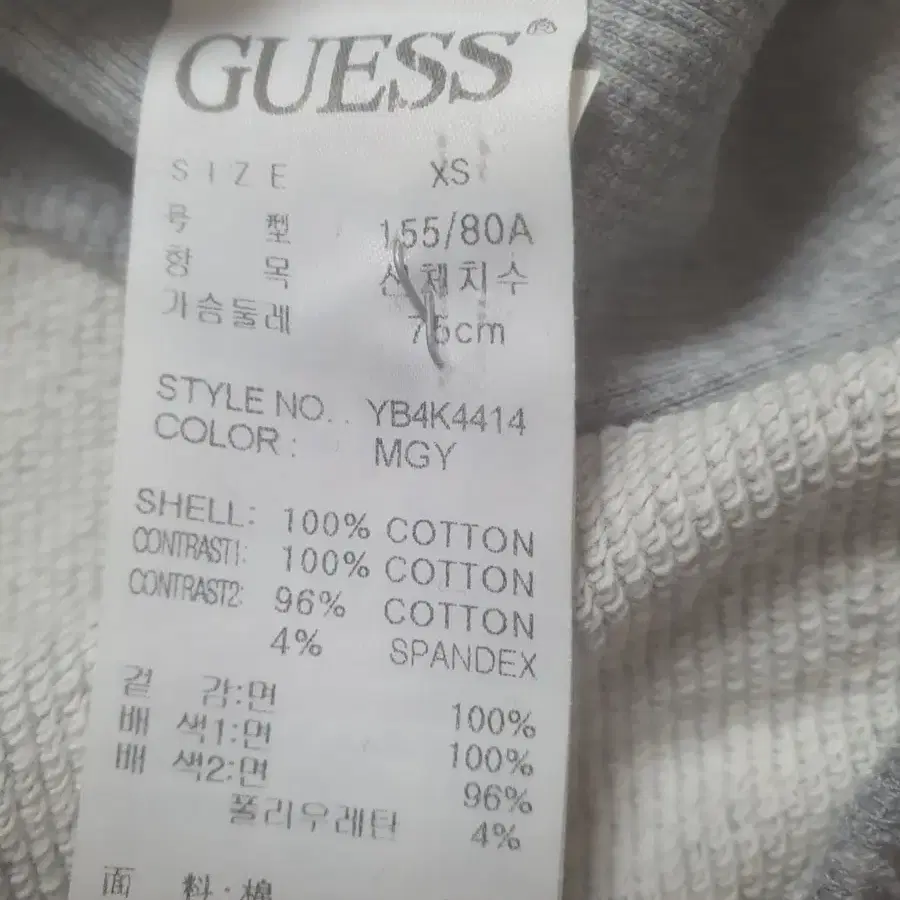 GUESS®
SIZE XS
号 型 155/80A
항 목 신체치수
가슴둘레 75cm
STYLE NO. : YB4K4414
COLOR : MGY
SHELL: 100% COTTON
CONTRAST1: 100% COTTON
CONTRAST2: 96% COTTON
4% SPANDEX
겉 감:면 100%
배 색1:면 100%
배 색2:면 96%
폴리우레탄 4%
面 料:棉